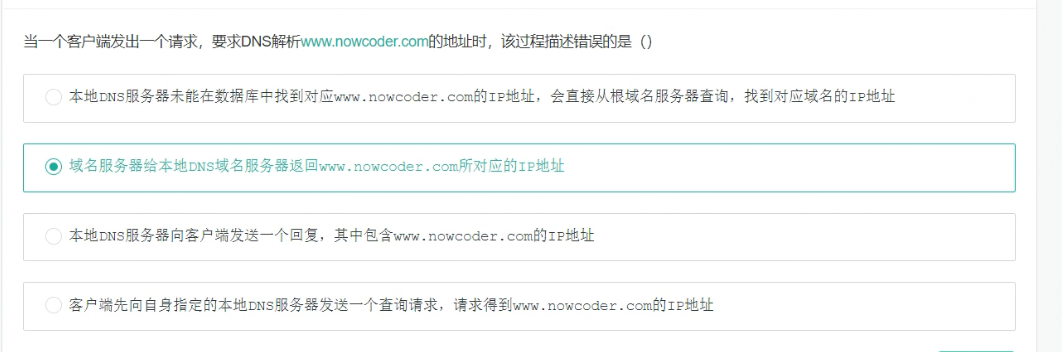 当一个客户端发出一个请求，要求DNS解析www.nowcoder.com的地址时，该过程描述错误的是（）
本地DNS服务器未能在数据库中找到对应www.nowcoder.com的IP地址，会直接从根域名服务器查询，找到对应域名的IP地址
域名服务器给本地DNS域名服务器返回www.nowcoder.com所对应的IP地址
本地DNS服务器向客户端发送一个回复，其中包含www.nowcoder.com的IP地址
客户端先向自身指定的本地DNS服务器发送一个查询请求，请求得到www.nowcoder.com的IP地址